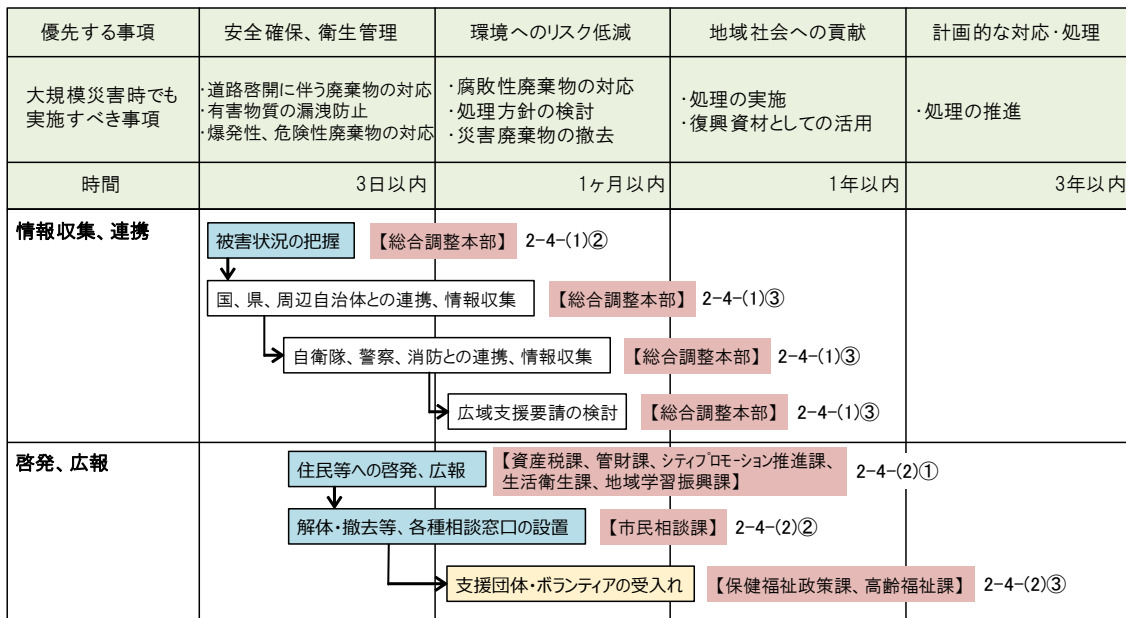 優先する事項
安全確保、衛生管理
環境へのリスク低減
地域社会への貢献
計画的な対応・処理
大規模災害時でも
実施すべき事項
・道路啓開に伴う廃棄物の対応
・有害物質の漏洩防止
・爆発性、危険性廃棄物の対応
・腐敗性廃棄物の対応
・処理方針の検討
・災害廃棄物の撤去
・処理の実施
・復興資材としての活用
・処理の推進
時間
3日以内
1ヶ月以内
1年以内
3年以内
情報収集、連携
被害状況の把握 【総合調整本部】 2-4-(1)②
国、県、周辺自治体との連携、情報収集 【総合調整本部】 2-4-(1)③
自衛隊、警察、消防との連携、情報収集 【総合調整本部】 2-4-(1)③
広域支援要請の検討 【総合調整本部】 2-4-(1)③
啓発、広報
住民等への啓発、広報
【資産税課、管財課、シティプロモーション推進課、
生活衛生課、地域学習振興課】
2-4-(2)①
解体・撤去等、各種相談窓口の設置 【市民相談課】 2-4-(2)②
支援団体・ボランティアの受入れ 【保健福祉政策課、高齢福祉課】 2-4-(2)③